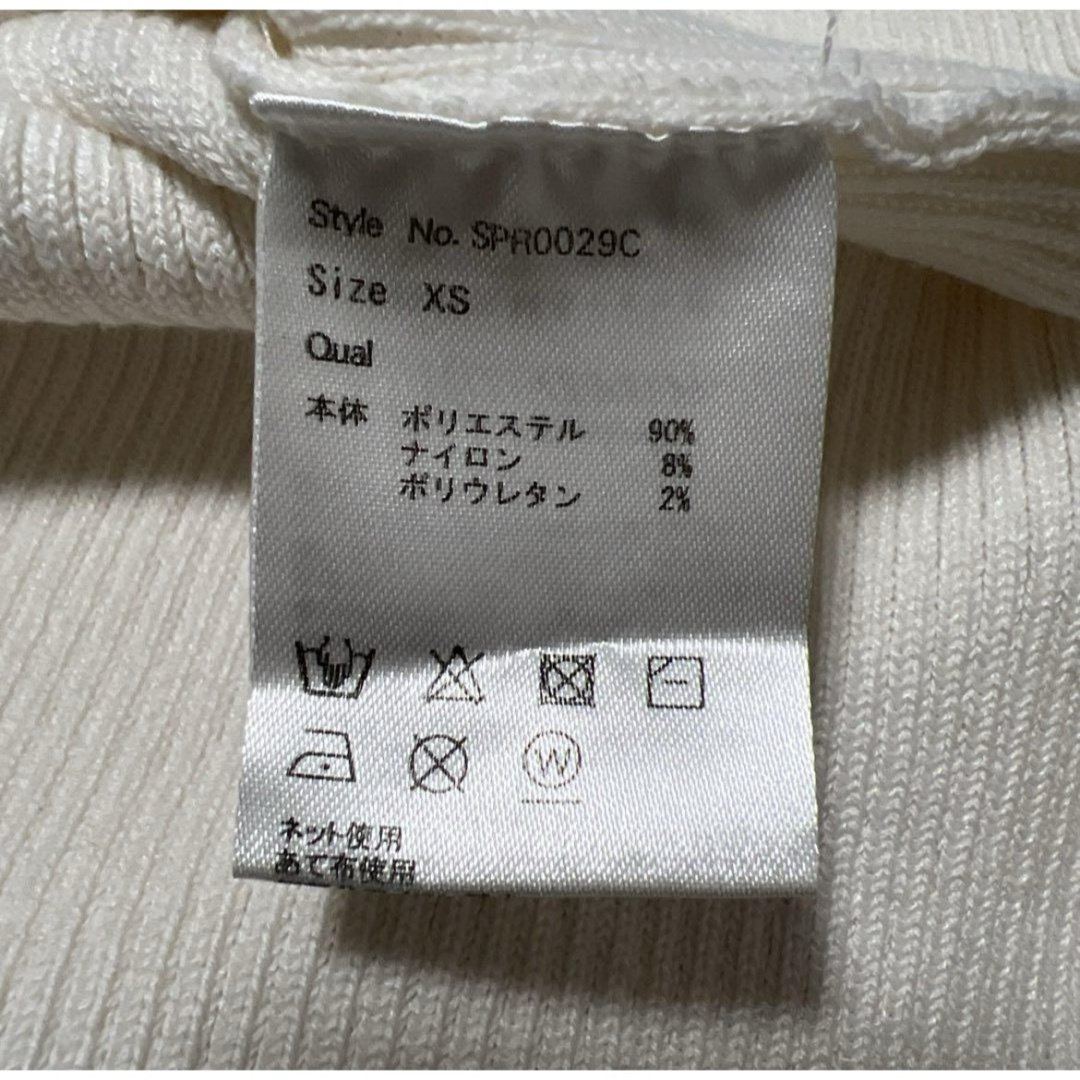 Style No. SPR0029C
Size XS
Qual
本体 ポリエステル 90%
ナイロン 8%
ポリウレタン 2%
W
ネット使用
あて布使用